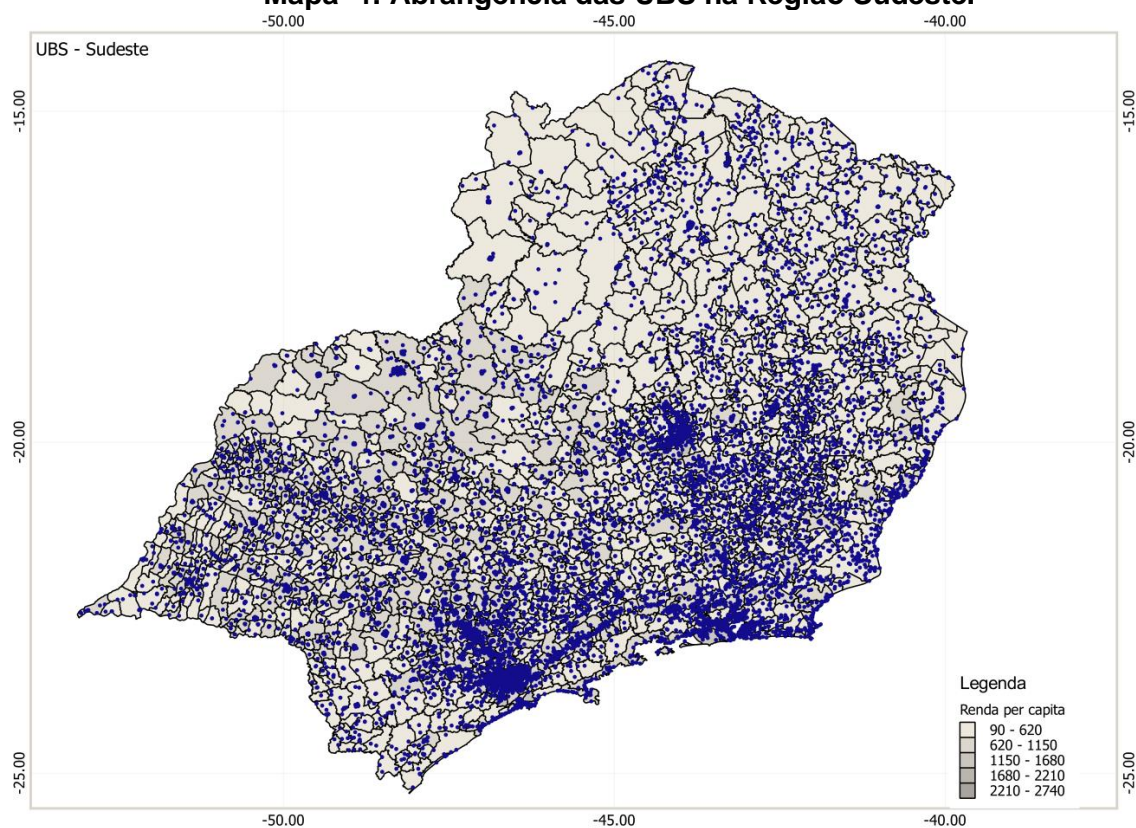 Mapa 4: Abrangência das UBS na Região Sudeste.
-50.00 -45.00 -40.00
UBS - Sudeste
-15.00 -15.00
-20.00 -20.00
-25.00 -25.00
Legenda
Renda per capita
90 - 620
620 - 1150
1150 - 1680
1680 - 2210
2210 - 2740
-50.00 -45.00 -40.00